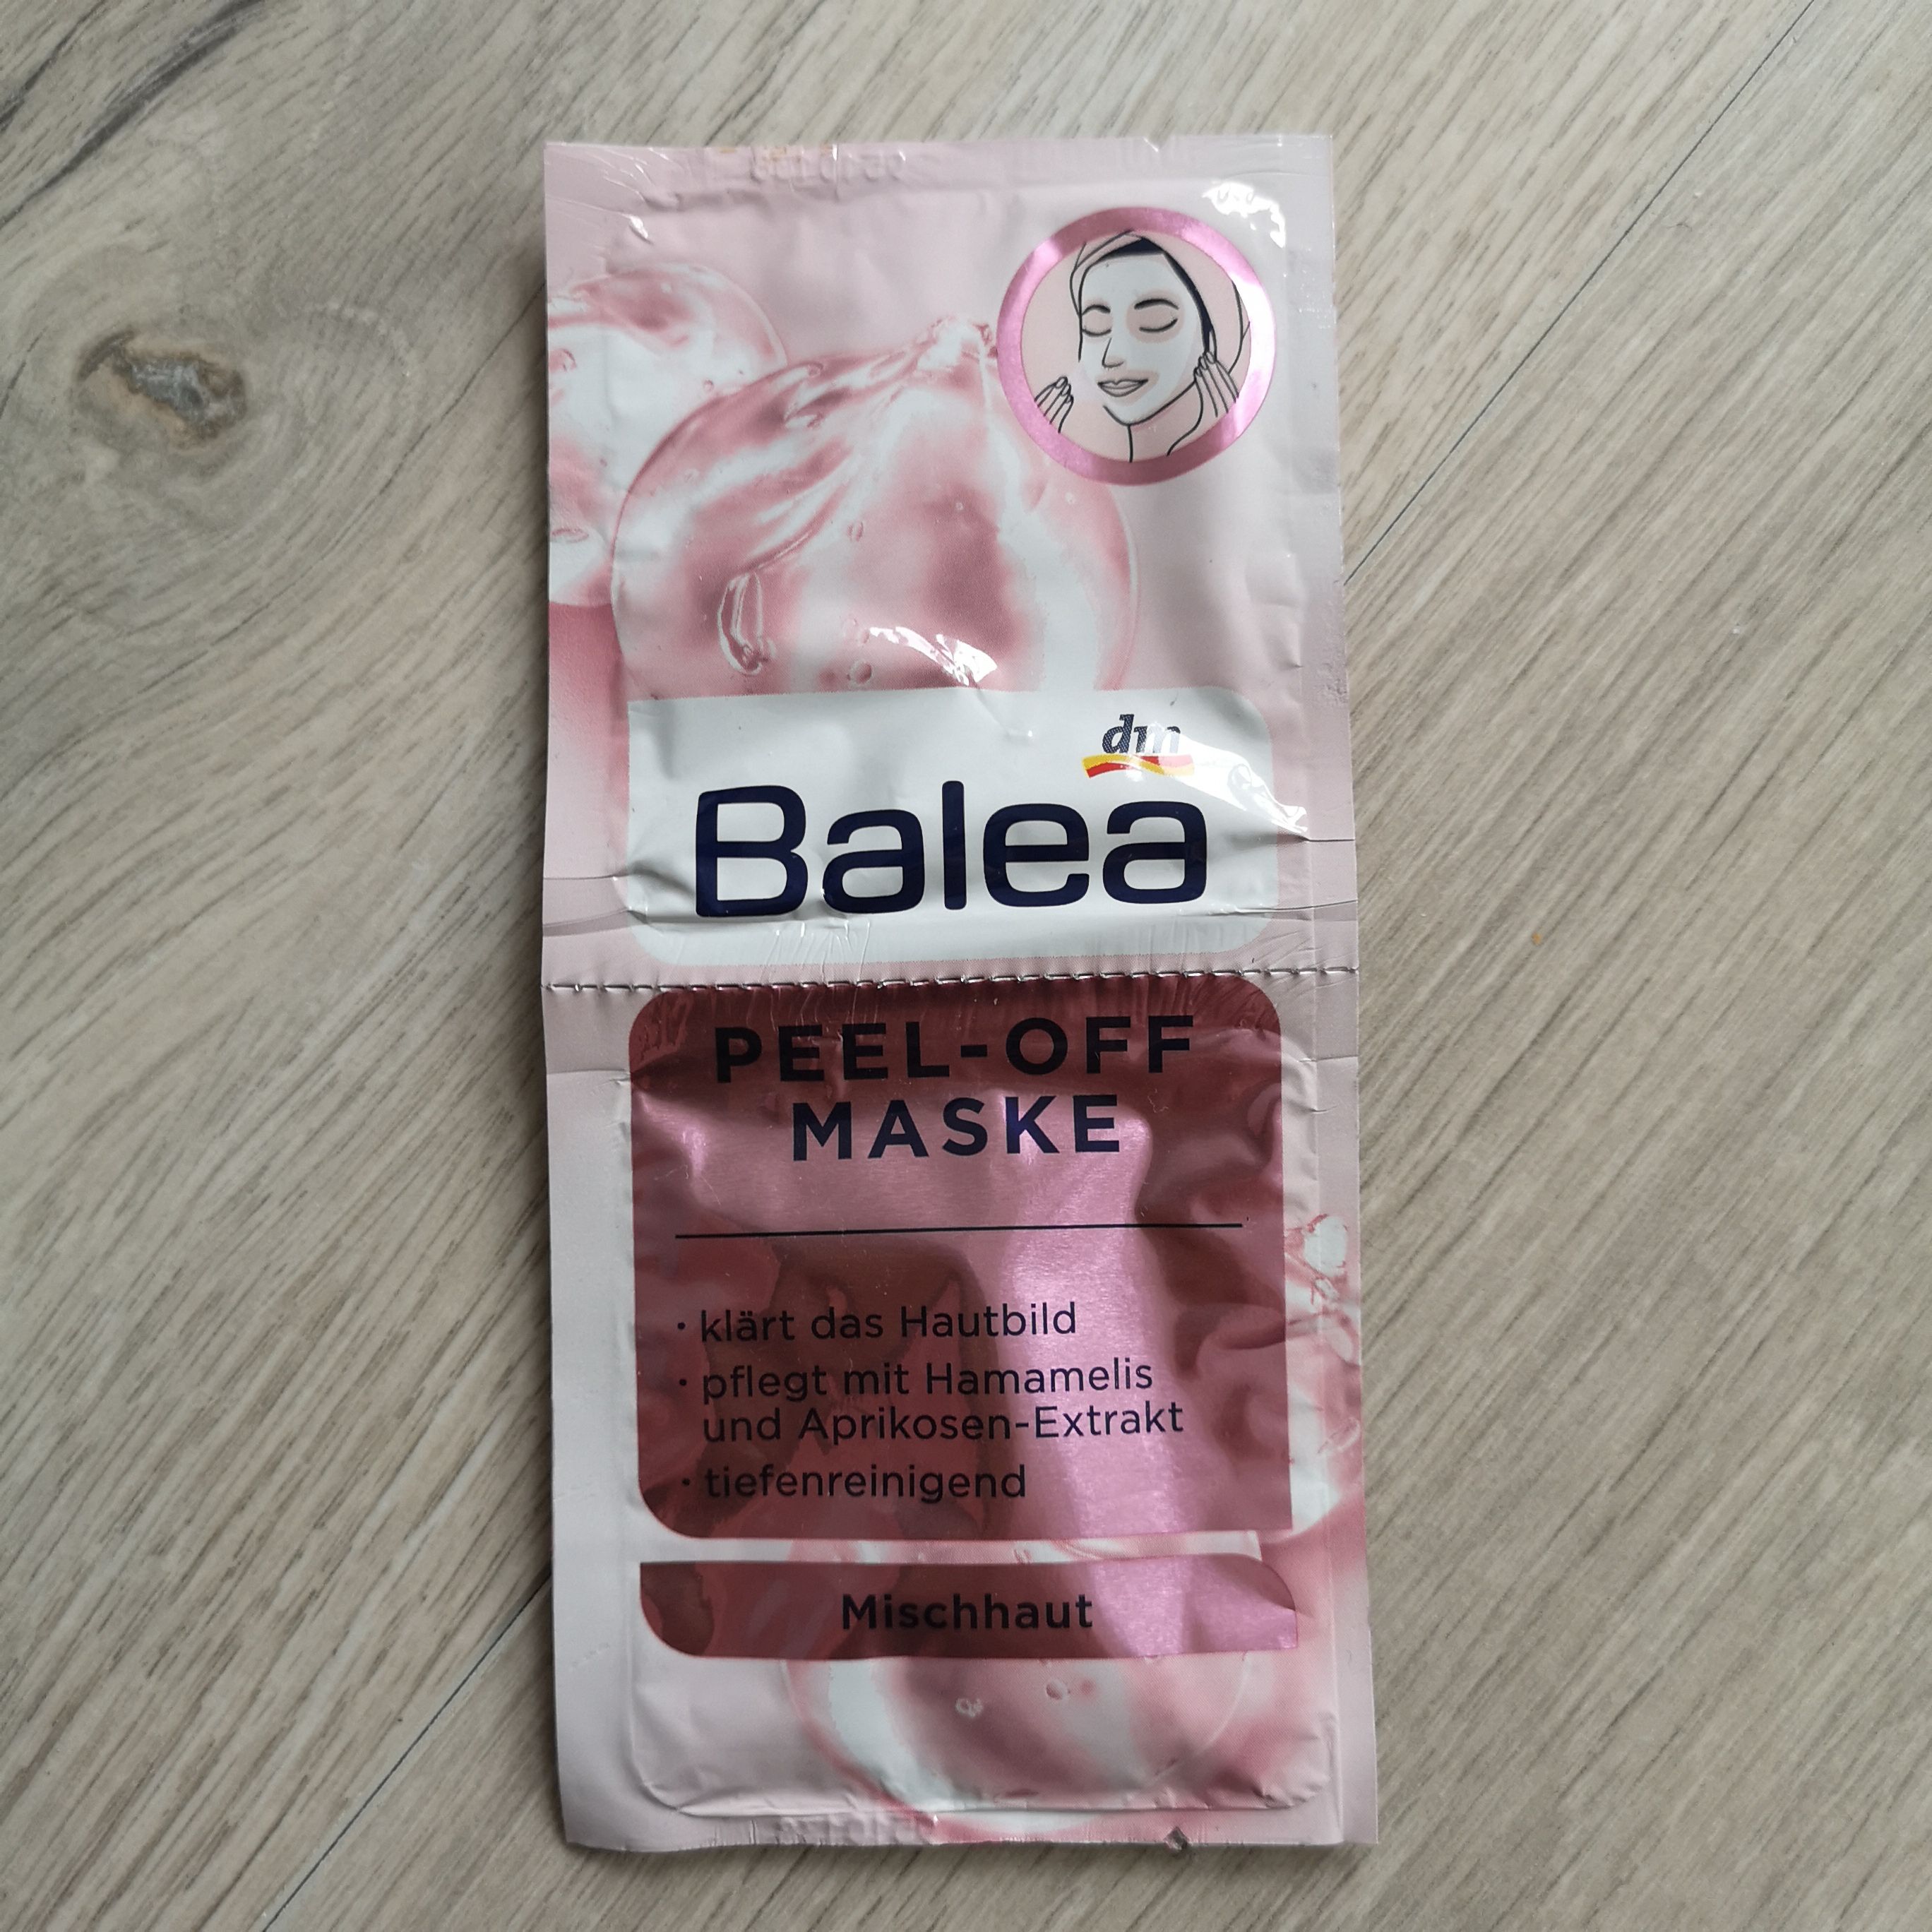 dm
Balea
PEEL-OFF
MASKE
· klärt das Hautbild
· pflegt mit Hamamelis
und Aprikosen-Extrakt
· tiefenreinigend
Mischhaut